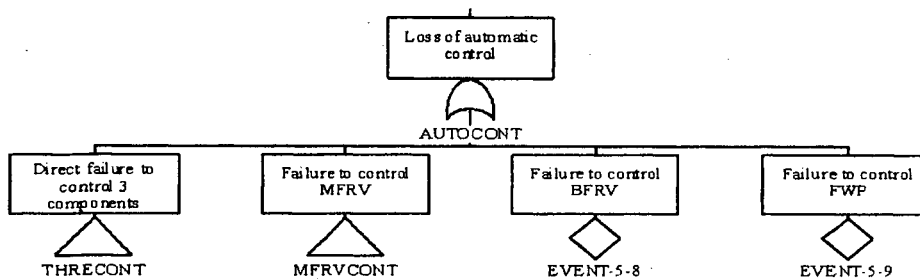 Loss of automatic
control
AUTOCONT
Direct failure to
control 3
components
THRECONT
Failure to control
MFRV
MFRVCONT
Failure to control
BFRV
EVENT-5-8
Failure to control
FWP
EVENT-5-9